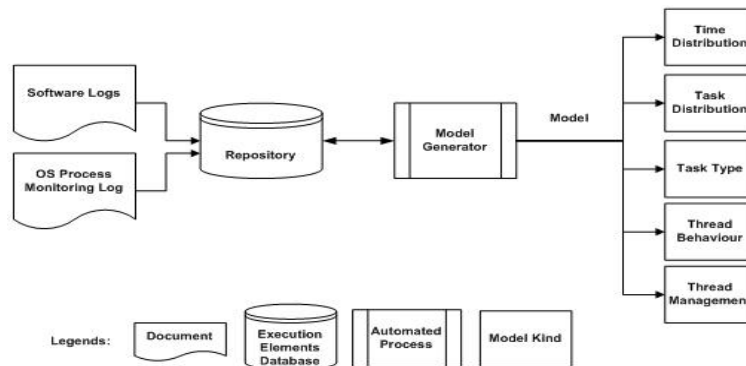 Software Logs
OS Process
Monitoring Log
Repository
Model
Generator
Model
Time
Distribution
Task
Distribution
Task Type
Thread
Behaviour
Thread
Management
Legends:
Document
Execution
Elements
Database
Automated
Process
Model Kind